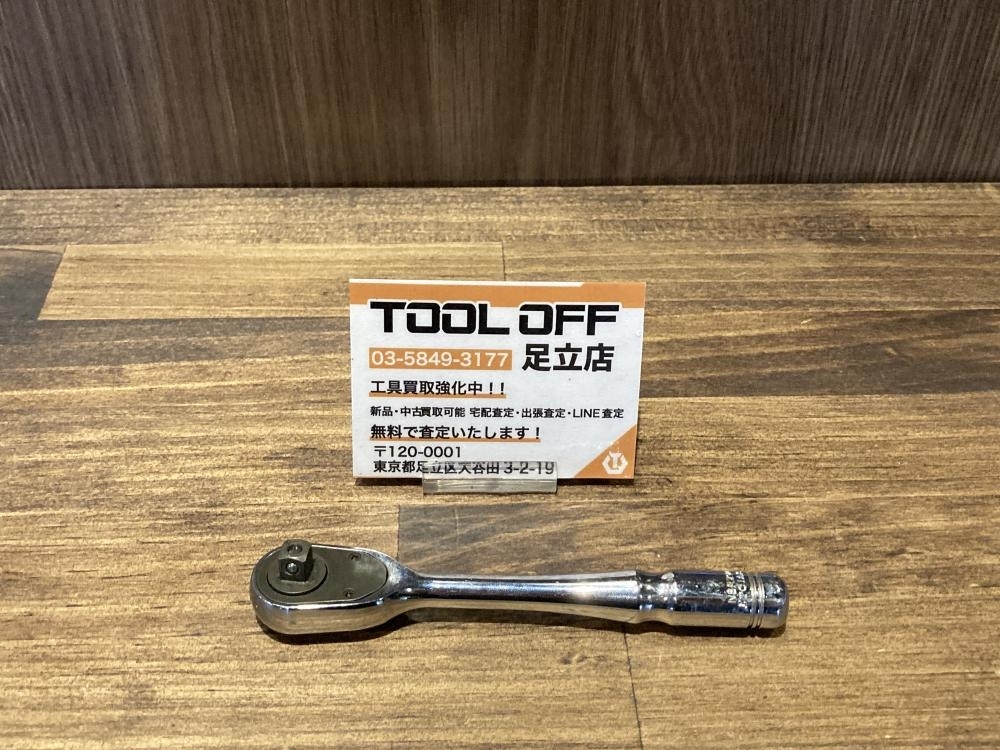 TOOL OFF
03-5849-3177 足立店
工具買取強化中!!
新品・中古買取可能 宅配査定・出張査定・LINE査定
無料で査定いたします!
〒120-0001
東京都足立区大谷田 3-2-19